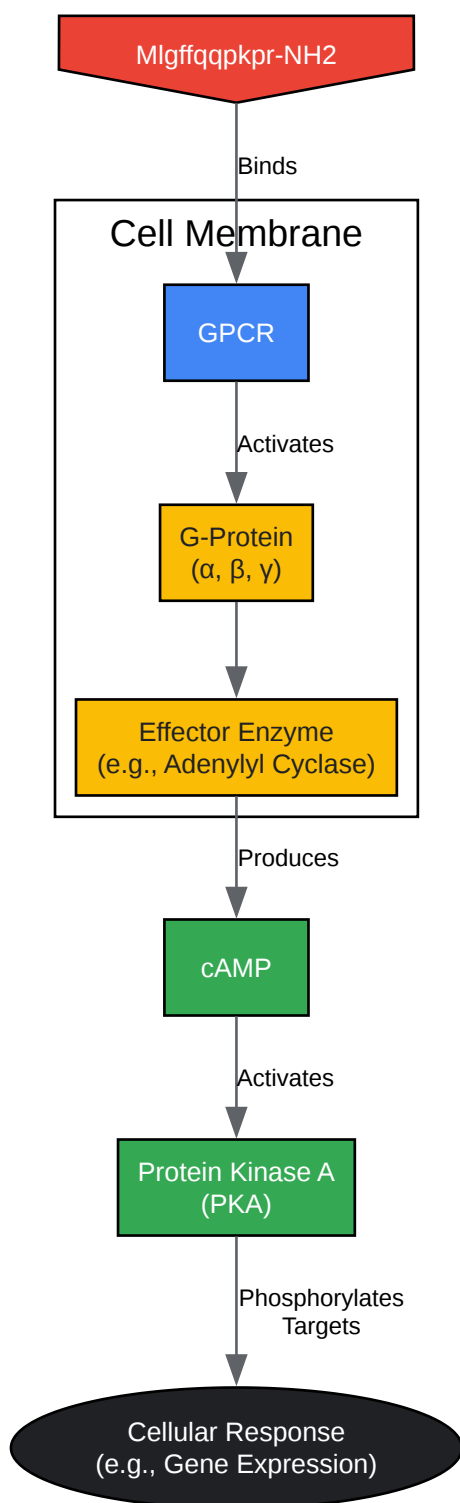 Mlgffqqpkpr-NH2
Binds
Cell Membrane
GPCR
Activates
G-Protein
(α, β, γ)
Effector Enzyme
(e.g., Adenylyl Cyclase)
Produces
cAMP
Activates
Protein Kinase A
(PKA)
Phosphorylates
Targets
Cellular Response
(e.g., Gene Expression)